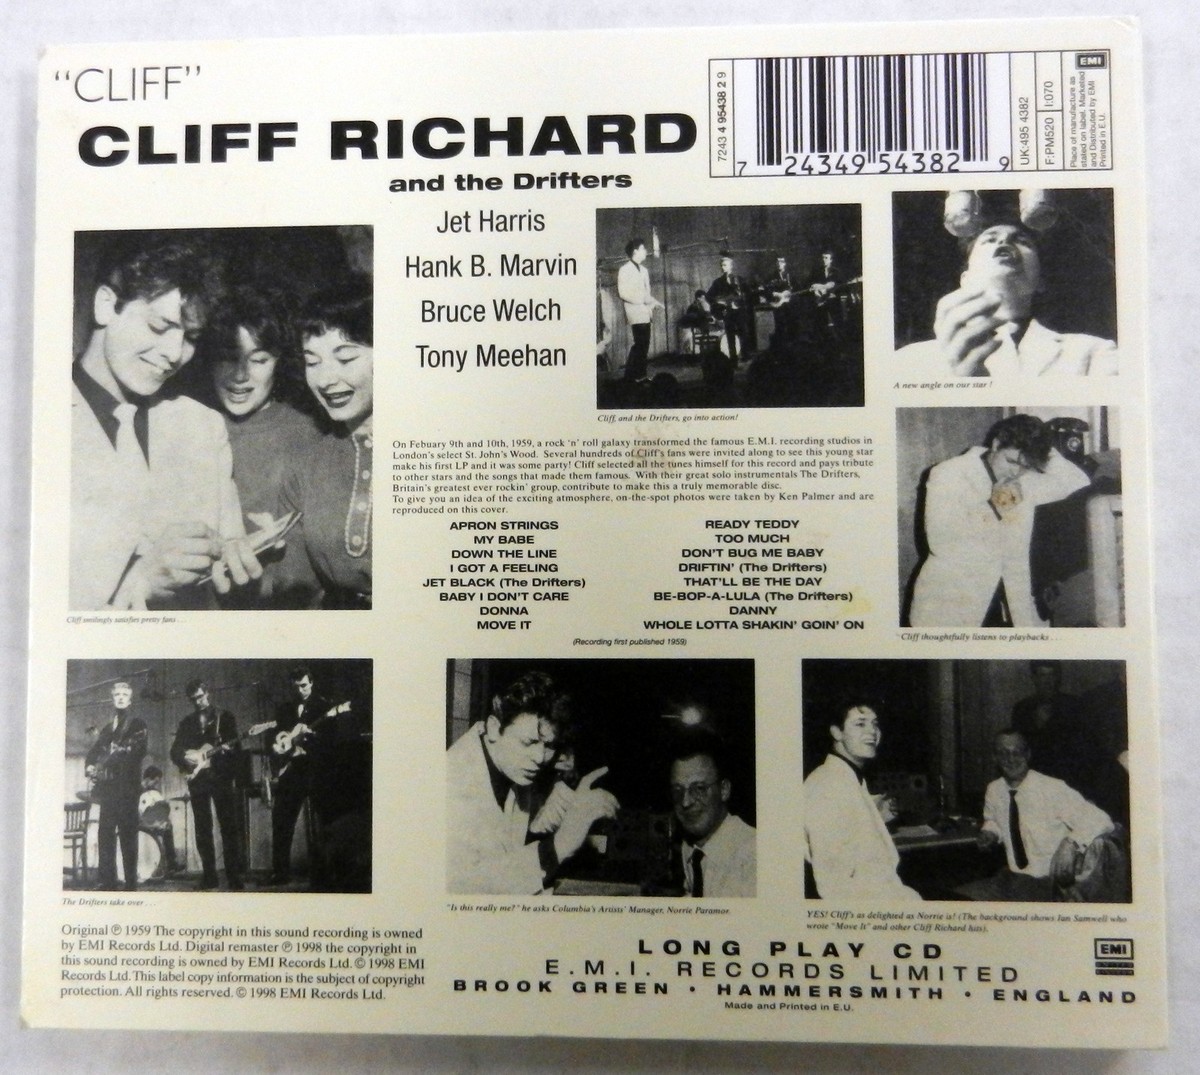 "CLIFF"
CLIFF RICHARD
and the Drifters
Jet Harris
Hank B. Marvin
Bruce Welch
Tony Meehan
7243 4 95438 2 9
7 24349 54382 9
UK:495 4382
F:PM520 I:070
Place of manufacture as
stated on label. Marketed
and Distributed by EMI
Printed in E.U.
EMI
Cliff, and the Drifters, go into action!
A new angle on our star !
On Febuary 9th and 10th, 1959, a rock 'n' roll galaxy transformed the famous E.M.I. recording studios in
London's select St. John's Wood. Several hundreds of Cliff's fans were invited along to see this young star
make his first LP and it was some party! Cliff selected all the tunes himself for this record and pays tribute
to other stars and the songs that made them famous. With their great solo instrumentals The Drifters,
Britain's greatest ever rockin' group, contribute to make this a truly memorable disc.
To give you an idea of the exciting atmosphere, on-the-spot photos were taken by Ken Palmer and are
reproduced on this cover.
APRON STRINGS
MY BABE
DOWN THE LINE
I GOT A FEELING
JET BLACK (The Drifters)
BABY I DON'T CARE
DONNA
MOVE IT
READY TEDDY
TOO MUCH
DON'T BUG ME BABY
DRIFTIN' (The Drifters)
THAT'LL BE THE DAY
BE-BOP-A-LULA (The Drifters)
DANNY
WHOLE LOTTA SHAKIN' GOIN' ON
(Recording first published 1959)
Cliff smilingly satisfies pretty fans . . .
Cliff thoughtfully listens to playbacks . . .
The Drifters take over . . .
"Is this really me?" he asks Columbia's Artists' Manager, Norrie Paramor.
YES! Cliff's as delighted as Norrie is! (The background shows Ian Samwell who
wrote "Move It" and other Cliff Richard hits).
Original ℗ 1959 The copyright in this sound recording is owned
by EMI Records Ltd. Digital remaster ℗ 1998 the copyright in
this sound recording is owned by EMI Records Ltd. © 1998 EMI
Records Ltd. This label copy information is the subject of copyright
protection. All rights reserved. © 1998 EMI Records Ltd.
LONG PLAY CD
E.M.I. RECORDS LIMITED
BROOK GREEN • HAMMERSMITH • ENGLAND
Made and Printed in E.U.
EMI